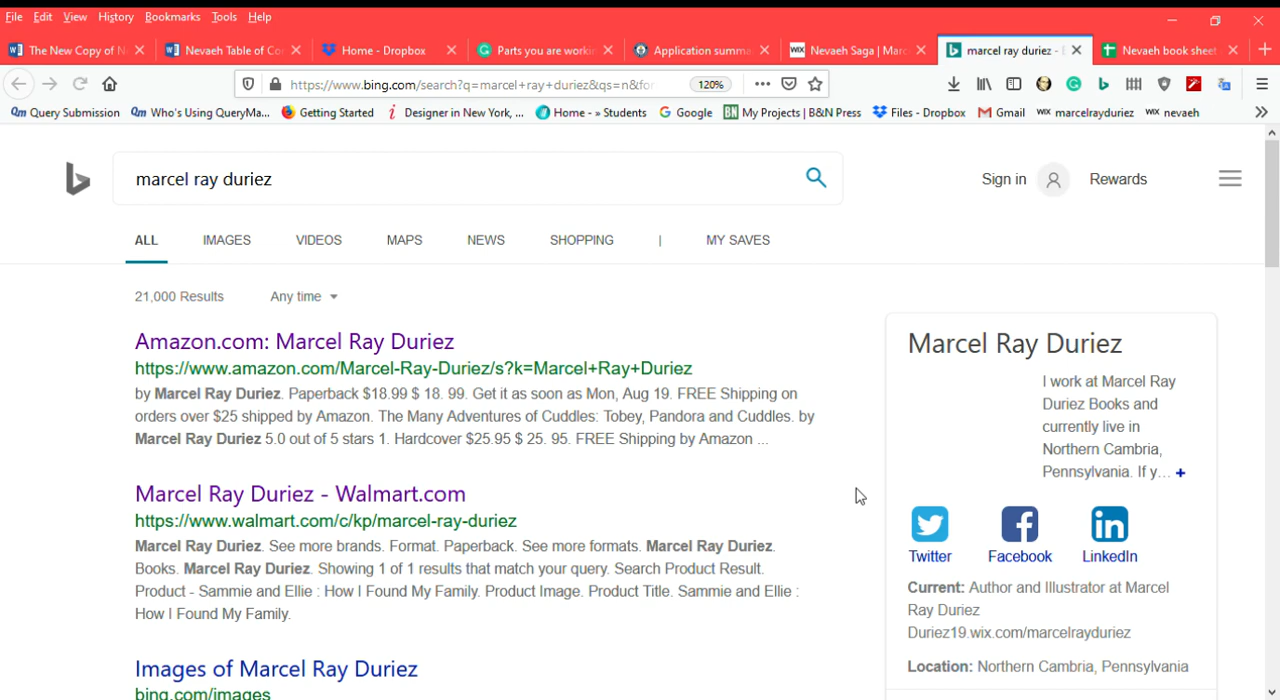 File Edit View History Bookmarks Tools Help
The New Copy of N
Nevaeh Table of Co
Home - Dropbox
Parts you are worki
Application summa
WIX Nevaeh Saga | Marc
marcel ray duriez -
Nevaeh book sheet
https://www.bing.com/search?q=marcel+ray+duriez&qs=n&for
120%
Qm Query Submission
Qm Who's Using QueryMa...
Getting Started
Designer in New York, ...
Home - » Students
Google
BN My Projects | B&N Press
Files - Dropbox
Gmail
WIX marcelrayduriez
WIX nevaeh
marcel ray duriez
Sign in
Rewards
ALL IMAGES VIDEOS MAPS NEWS SHOPPING | MY SAVES
21,000 Results Any time
Amazon.com: Marcel Ray Duriez
https://www.amazon.com/Marcel-Ray-Duriez/s?k=Marcel+Ray+Duriez
by Marcel Ray Duriez. Paperback $18.99 $ 18. 99. Get it as soon as Mon, Aug 19. FREE Shipping on
orders over $25 shipped by Amazon. The Many Adventures of Cuddles: Tobey, Pandora and Cuddles. by
Marcel Ray Duriez 5.0 out of 5 stars 1. Hardcover $25.95 $ 25. 95. FREE Shipping by Amazon ...
Marcel Ray Duriez - Walmart.com
https://www.walmart.com/c/kp/marcel-ray-duriez
Marcel Ray Duriez. See more brands. Format. Paperback. See more formats. Marcel Ray Duriez.
Books. Marcel Ray Duriez. Showing 1 of 1 results that match your query. Search Product Result.
Product - Sammie and Ellie : How I Found My Family. Product Image. Product Title. Sammie and Ellie :
How I Found My Family.
Images of Marcel Ray Duriez
bing.com/images
Marcel Ray Duriez
I work at Marcel Ray
Duriez Books and
currently live in
Northern Cambria,
Pennsylvania. If y... +
Twitter Facebook LinkedIn
Current: Author and Illustrator at Marcel
Ray Duriez
Duriez19.wix.com/marcelrayduriez
Location: Northern Cambria, Pennsylvania